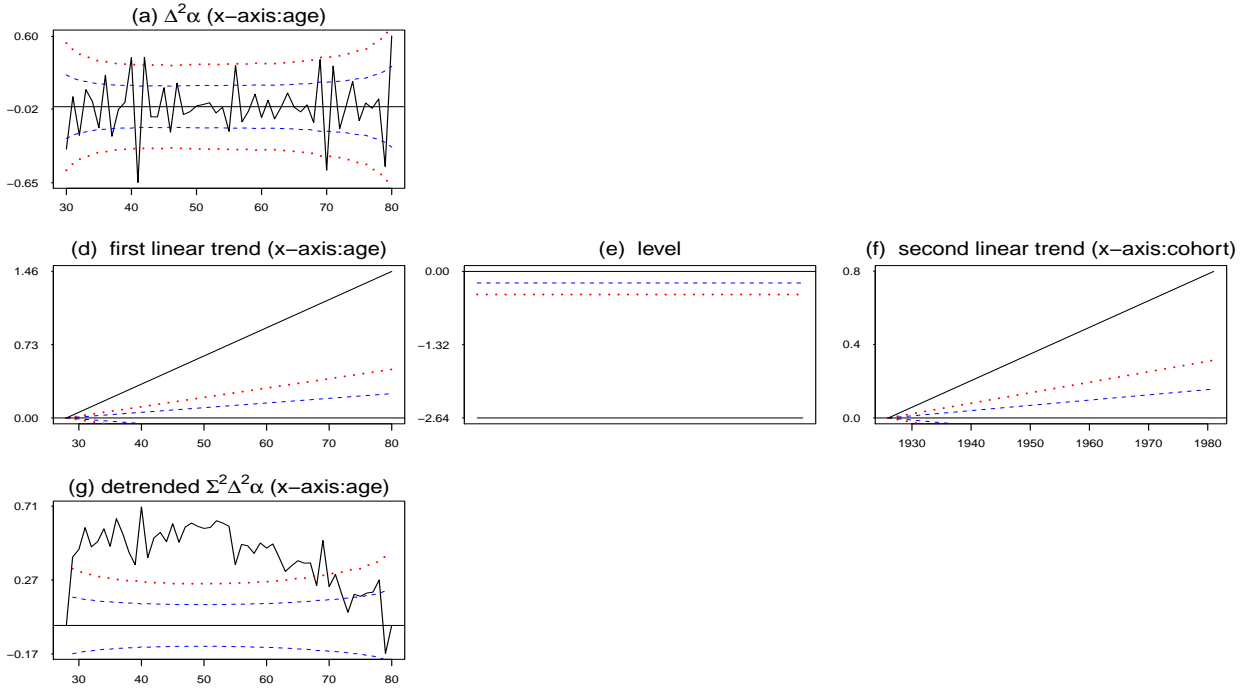 (a) Δ²α (x−axis:age)
0.60
−0.02
−0.65
30 40 50 60 70 80
(d) first linear trend (x−axis:age)
1.46
0.73
0.00
30 40 50 60 70 80
(e) level
0.00
−1.32
−2.64
(f) second linear trend (x−axis:cohort)
0.8
0.4
0.0
1930 1940 1950 1960 1970 1980
(g) detrended Σ²Δ²α (x−axis:age)
0.71
0.27
−0.17
30 40 50 60 70 80